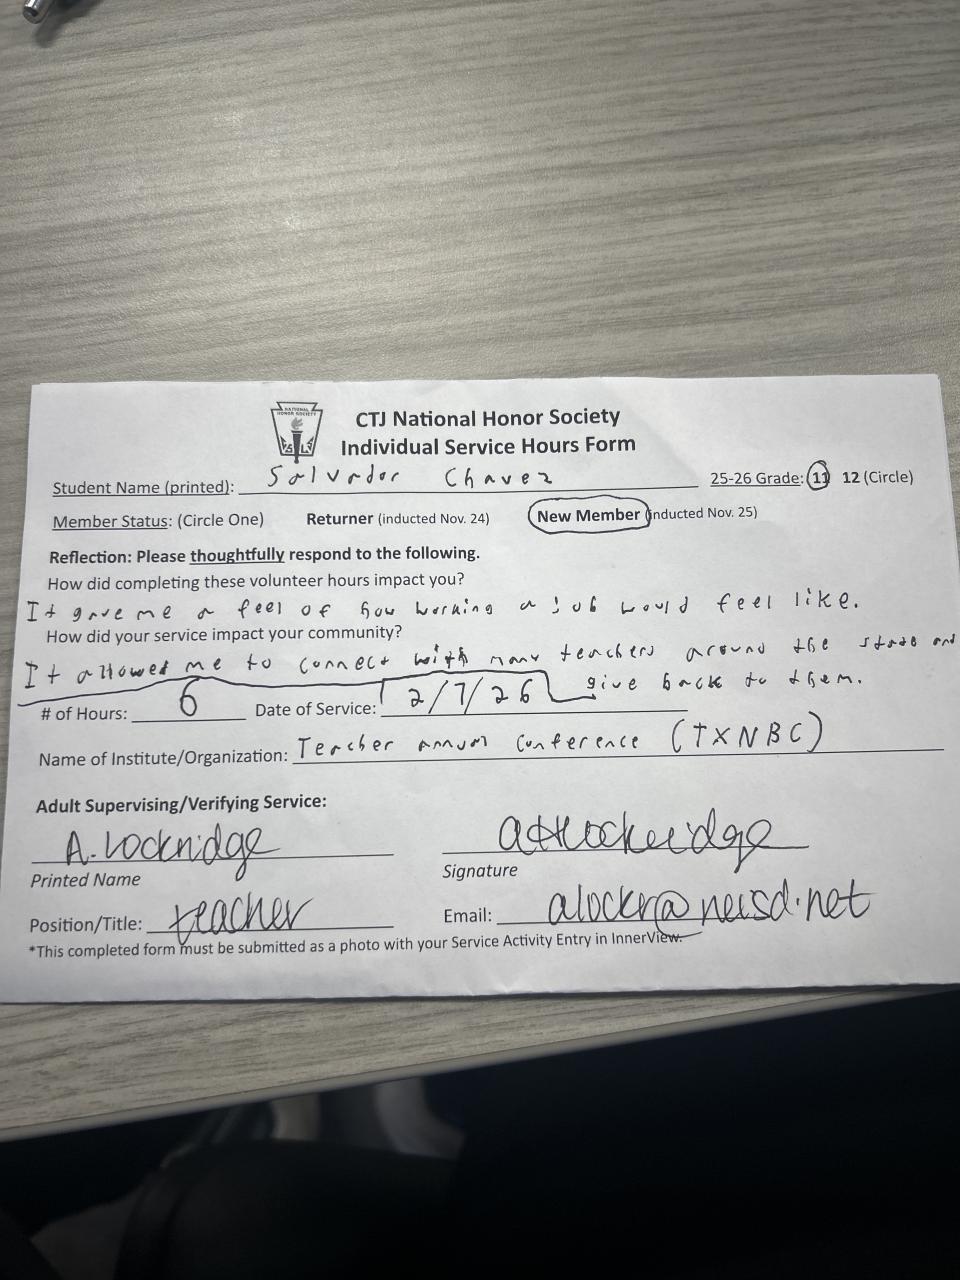 NATIONAL HONOR SOCIETY
CTJ National Honor Society
Individual Service Hours Form
Student Name (printed): Salvador Chavez 25-26 Grade: 11 12 (Circle)
Member Status: (Circle One) Returner (inducted Nov. 24) New Member (inducted Nov. 25)
Reflection: Please thoughtfully respond to the following.
How did completing these volunteer hours impact you?
It gave me a feel of how working a job would feel like.
How did your service impact your community?
It allowed me to connect with many teachers around the state and
give back to them.
# of Hours: 6 Date of Service: 2/7/26
Name of Institute/Organization: Teacher Conference (TXNBC)
Adult Supervising/Verifying Service:
A. Lockridge
Printed Name Signature
Position/Title: teacher Email: alockr@neisd.net
*This completed form must be submitted as a photo with your Service Activity Entry in InnerView.